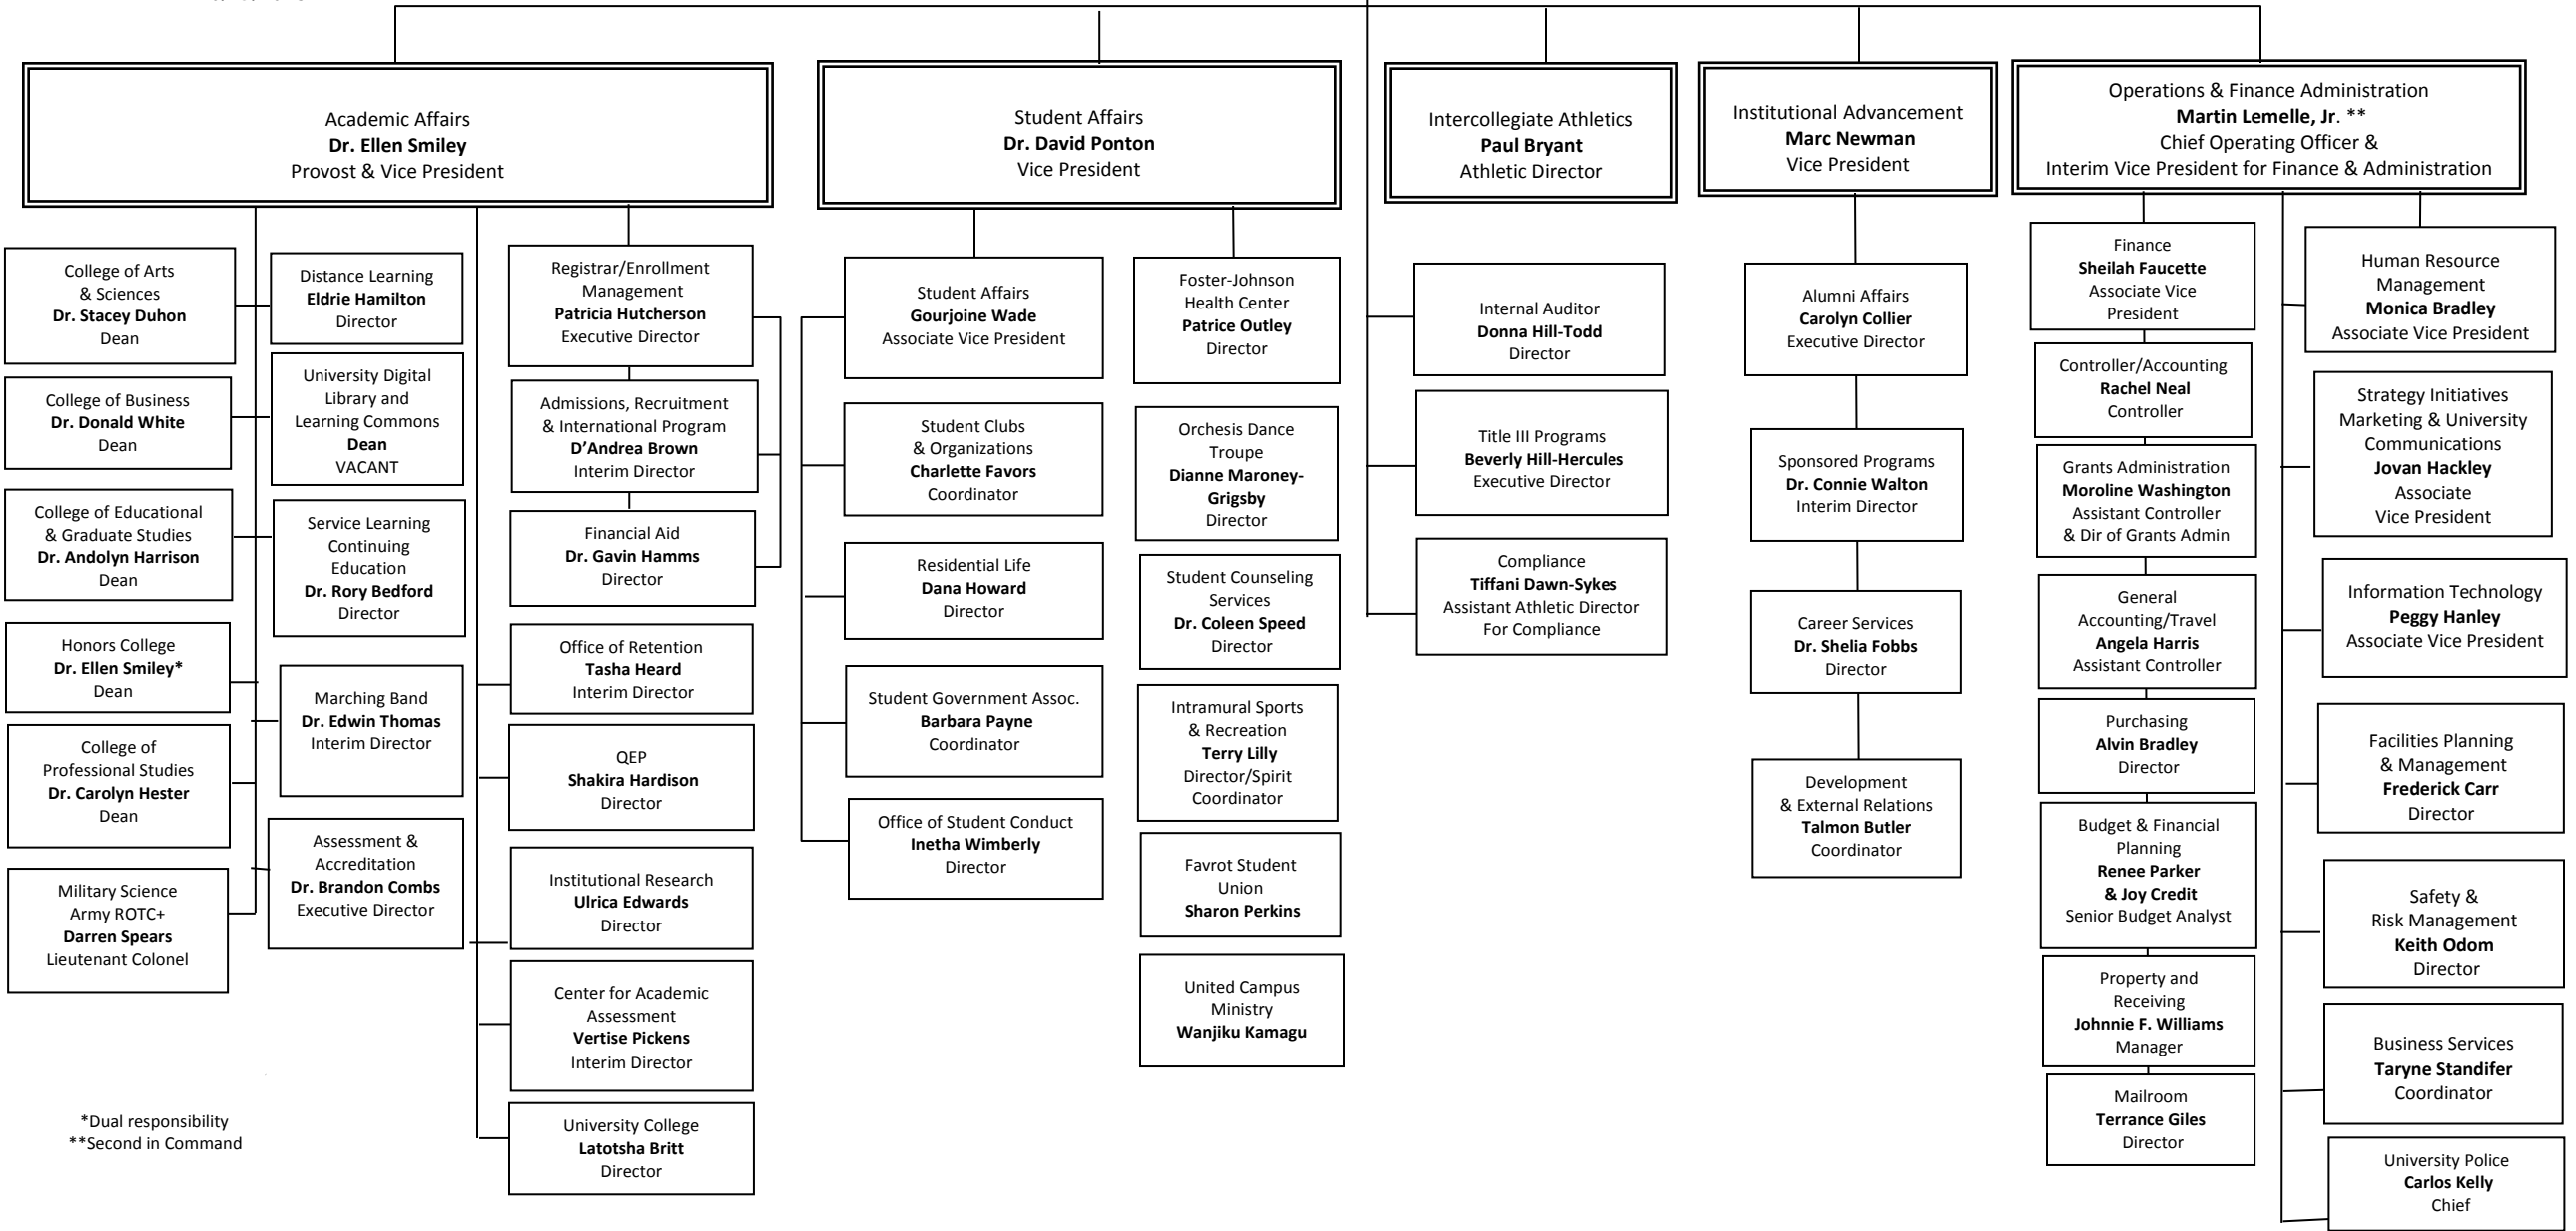 Academic Affairs
Dr. Ellen Smiley
Provost & Vice President
Student Affairs
Dr. David Ponton
Vice President
Intercollegiate Athletics
Paul Bryant
Athletic Director
Institutional Advancement
Marc Newman
Vice President
Operations & Finance Administration
Martin Lemelle, Jr. **
Chief Operating Officer &
Interim Vice President for Finance & Administration
College of Arts
& Sciences
Dr. Stacey Duhon
Dean
College of Business
Dr. Donald White
Dean
College of Educational
& Graduate Studies
Dr. Andolyn Harrison
Dean
Honors College
Dr. Ellen Smiley*
Dean
College of
Professional Studies
Dr. Carolyn Hester
Dean
Military Science
Army ROTC+
Darren Spears
Lieutenant Colonel
Distance Learning
Eldrie Hamilton
Director
University Digital
Library and
Learning Commons
Dean
VACANT
Service Learning
Continuing
Education
Dr. Rory Bedford
Director
Marching Band
Dr. Edwin Thomas
Interim Director
Assessment &
Accreditation
Dr. Brandon Combs
Executive Director
Registrar/Enrollment
Management
Patricia Hutcherson
Executive Director
Admissions, Recruitment
& International Program
D’Andrea Brown
Interim Director
Financial Aid
Dr. Gavin Hamms
Director
Office of Retention
Tasha Heard
Interim Director
QEP
Shakira Hardison
Director
Institutional Research
Ulrica Edwards
Director
Center for Academic
Assessment
Vertise Pickens
Interim Director
University College
Latotsha Britt
Director
Student Affairs
Gourjoine Wade
Associate Vice President
Student Clubs
& Organizations
Charlette Favors
Coordinator
Residential Life
Dana Howard
Director
Student Government Assoc.
Barbara Payne
Coordinator
Office of Student Conduct
Inetha Wimberly
Director
Foster-Johnson
Health Center
Patrice Outley
Director
Orchesis Dance
Troupe
Dianne Maroney-
Grigsby
Director
Student Counseling
Services
Dr. Coleen Speed
Director
Intramural Sports
& Recreation
Terry Lilly
Director/Spirit
Coordinator
Favrot Student
Union
Sharon Perkins
United Campus
Ministry
Wanjiku Kamagu
Internal Auditor
Donna Hill-Todd
Director
Title III Programs
Beverly Hill-Hercules
Executive Director
Compliance
Tiffani Dawn-Sykes
Assistant Athletic Director
For Compliance
Alumni Affairs
Carolyn Collier
Executive Director
Sponsored Programs
Dr. Connie Walton
Interim Director
Career Services
Dr. Shelia Fobbs
Director
Development
& External Relations
Talmon Butler
Coordinator
Finance
Sheilah Faucette
Associate Vice
President
Controller/Accounting
Rachel Neal
Controller
Grants Administration
Moroline Washington
Assistant Controller
& Dir of Grants Admin
General
Accounting/Travel
Angela Harris
Assistant Controller
Purchasing
Alvin Bradley
Director
Budget & Financial
Planning
Renee Parker
& Joy Credit
Senior Budget Analyst
Property and
Receiving
Johnnie F. Williams
Manager
Mailroom
Terrance Giles
Director
Human Resource
Management
Monica Bradley
Associate Vice President
Strategy Initiatives
Marketing & University
Communications
Jovan Hackley
Associate
Vice President
Information Technology
Peggy Hanley
Associate Vice President
Facilities Planning
& Management
Frederick Carr
Director
Safety &
Risk Management
Keith Odom
Director
Business Services
Taryne Standifer
Coordinator
University Police
Carlos Kelly
Chief
*Dual responsibility
**Second in Command